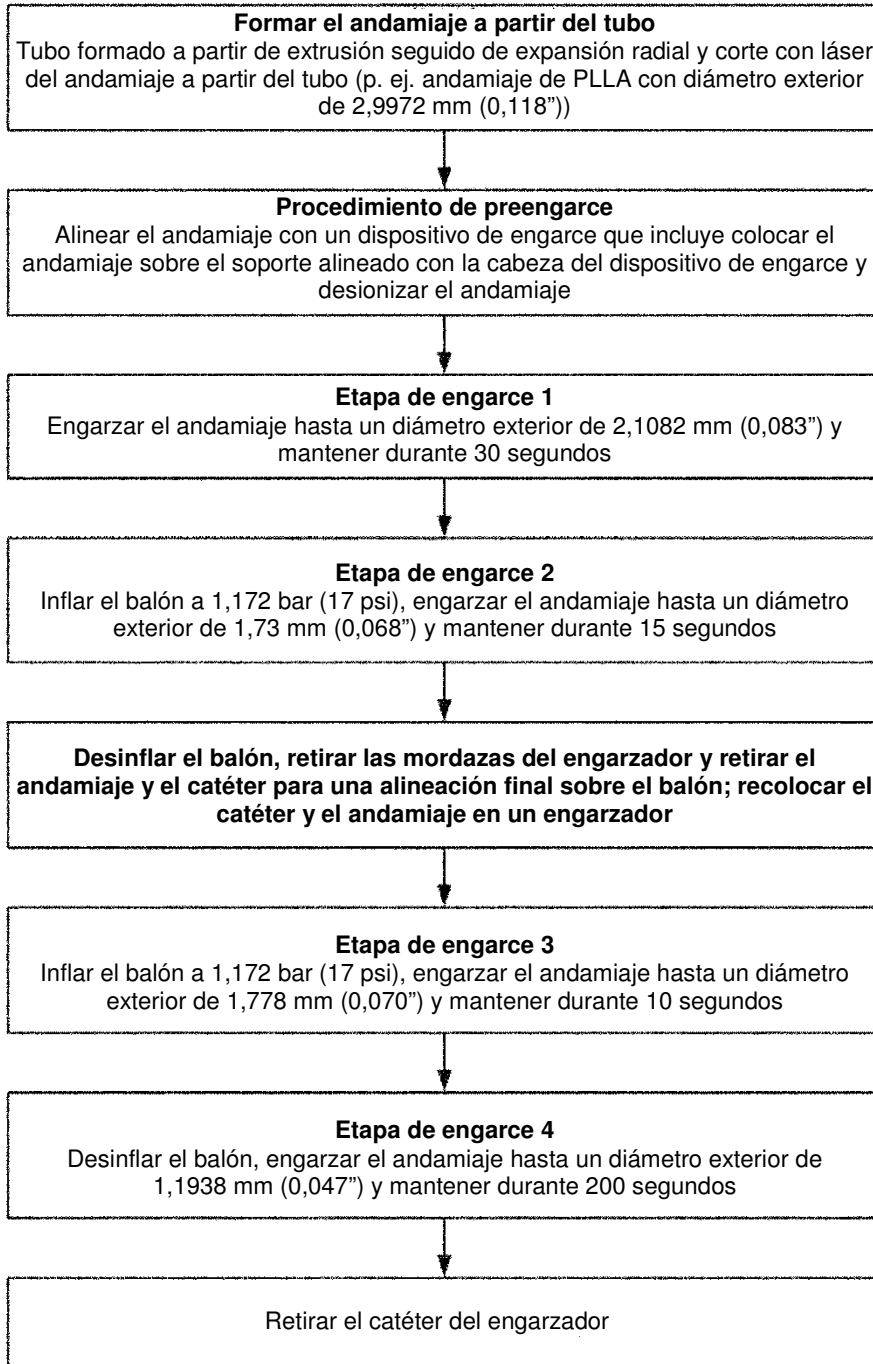 Formar el andamiaje a partir del tubo
Tubo formado a partir de extrusión seguido de expansión radial y corte con láser
del andamiaje a partir del tubo (p. ej. andamiaje de PLLA con diámetro exterior
de 2,9972 mm (0,118”))
Procedimiento de preengarce
Alinear el andamiaje con un dispositivo de engarce que incluye colocar el
andamiaje sobre el soporte alineado con la cabeza del dispositivo de engarce y
desionizar el andamiaje
Etapa de engarce 1
Engarzar el andamiaje hasta un diámetro exterior de 2,1082 mm (0,083”) y
mantener durante 30 segundos
Etapa de engarce 2
Inflar el balón a 1,172 bar (17 psi), engarzar el andamiaje hasta un diámetro
exterior de 1,73 mm (0,068”) y mantener durante 15 segundos
Desinflar el balón, retirar las mordazas del engarzador y retirar el
andamiaje y el catéter para una alineación final sobre el balón; recolocar el
catéter y el andamiaje en un engarzador
Etapa de engarce 3
Inflar el balón a 1,172 bar (17 psi), engarzar el andamiaje hasta un diámetro
exterior de 1,778 mm (0,070”) y mantener durante 10 segundos
Etapa de engarce 4
Desinflar el balón, engarzar el andamiaje hasta un diámetro exterior de
1,1938 mm (0,047”) y mantener durante 200 segundos
Retirar el catéter del engarzador